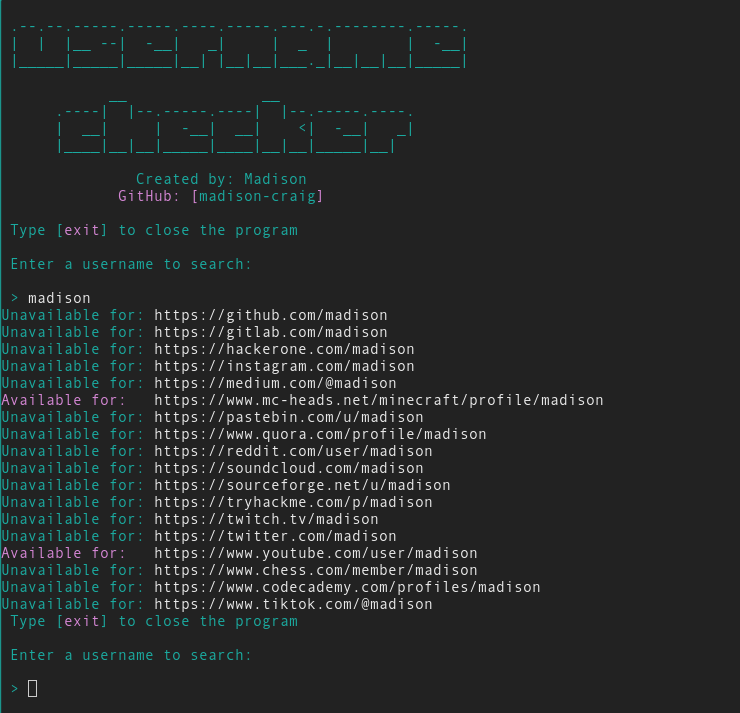 username
checker
Created by: Madison
GitHub: [madison-craig]
Type [exit] to close the program
Enter a username to search:
> madison
Unavailable for: https://github.com/madison
Unavailable for: https://gitlab.com/madison
Unavailable for: https://hackerone.com/madison
Unavailable for: https://instagram.com/madison
Unavailable for: https://medium.com/@madison
Available for:   https://www.mc-heads.net/minecraft/profile/madison
Unavailable for: https://pastebin.com/u/madison
Unavailable for: https://www.quora.com/profile/madison
Unavailable for: https://reddit.com/user/madison
Unavailable for: https://soundcloud.com/madison
Unavailable for: https://sourceforge.net/u/madison
Unavailable for: https://tryhackme.com/p/madison
Unavailable for: https://twitch.tv/madison
Unavailable for: https://twitter.com/madison
Available for:   https://www.youtube.com/user/madison
Unavailable for: https://www.chess.com/member/madison
Unavailable for: https://www.codecademy.com/profiles/madison
Unavailable for: https://www.tiktok.com/@madison
Type [exit] to close the program
Enter a username to search:
>